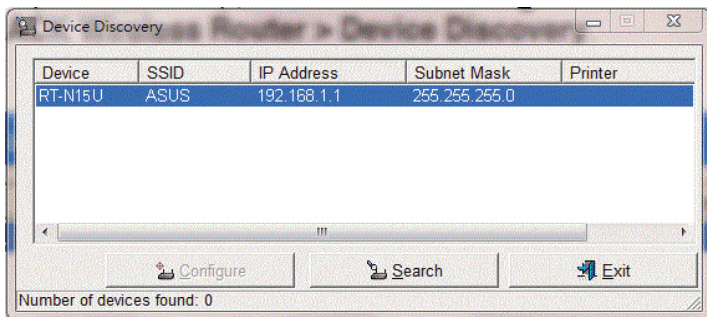 Device Discovery
Device SSID IP Address Subnet Mask Printer
RT-N15U ASUS 192.168.1.1 255.255.255.0
Configure Search Exit
Number of devices found: 0